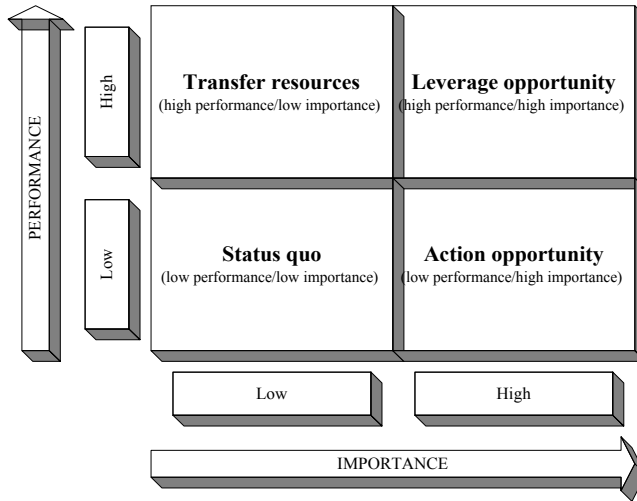 PERFORMANCE
High
Transfer resources
(high performance/low importance)
Leverage opportunity
(high performance/high importance)
Low
Status quo
(low performance/low importance)
Action opportunity
(low performance/high importance)
Low
High
IMPORTANCE